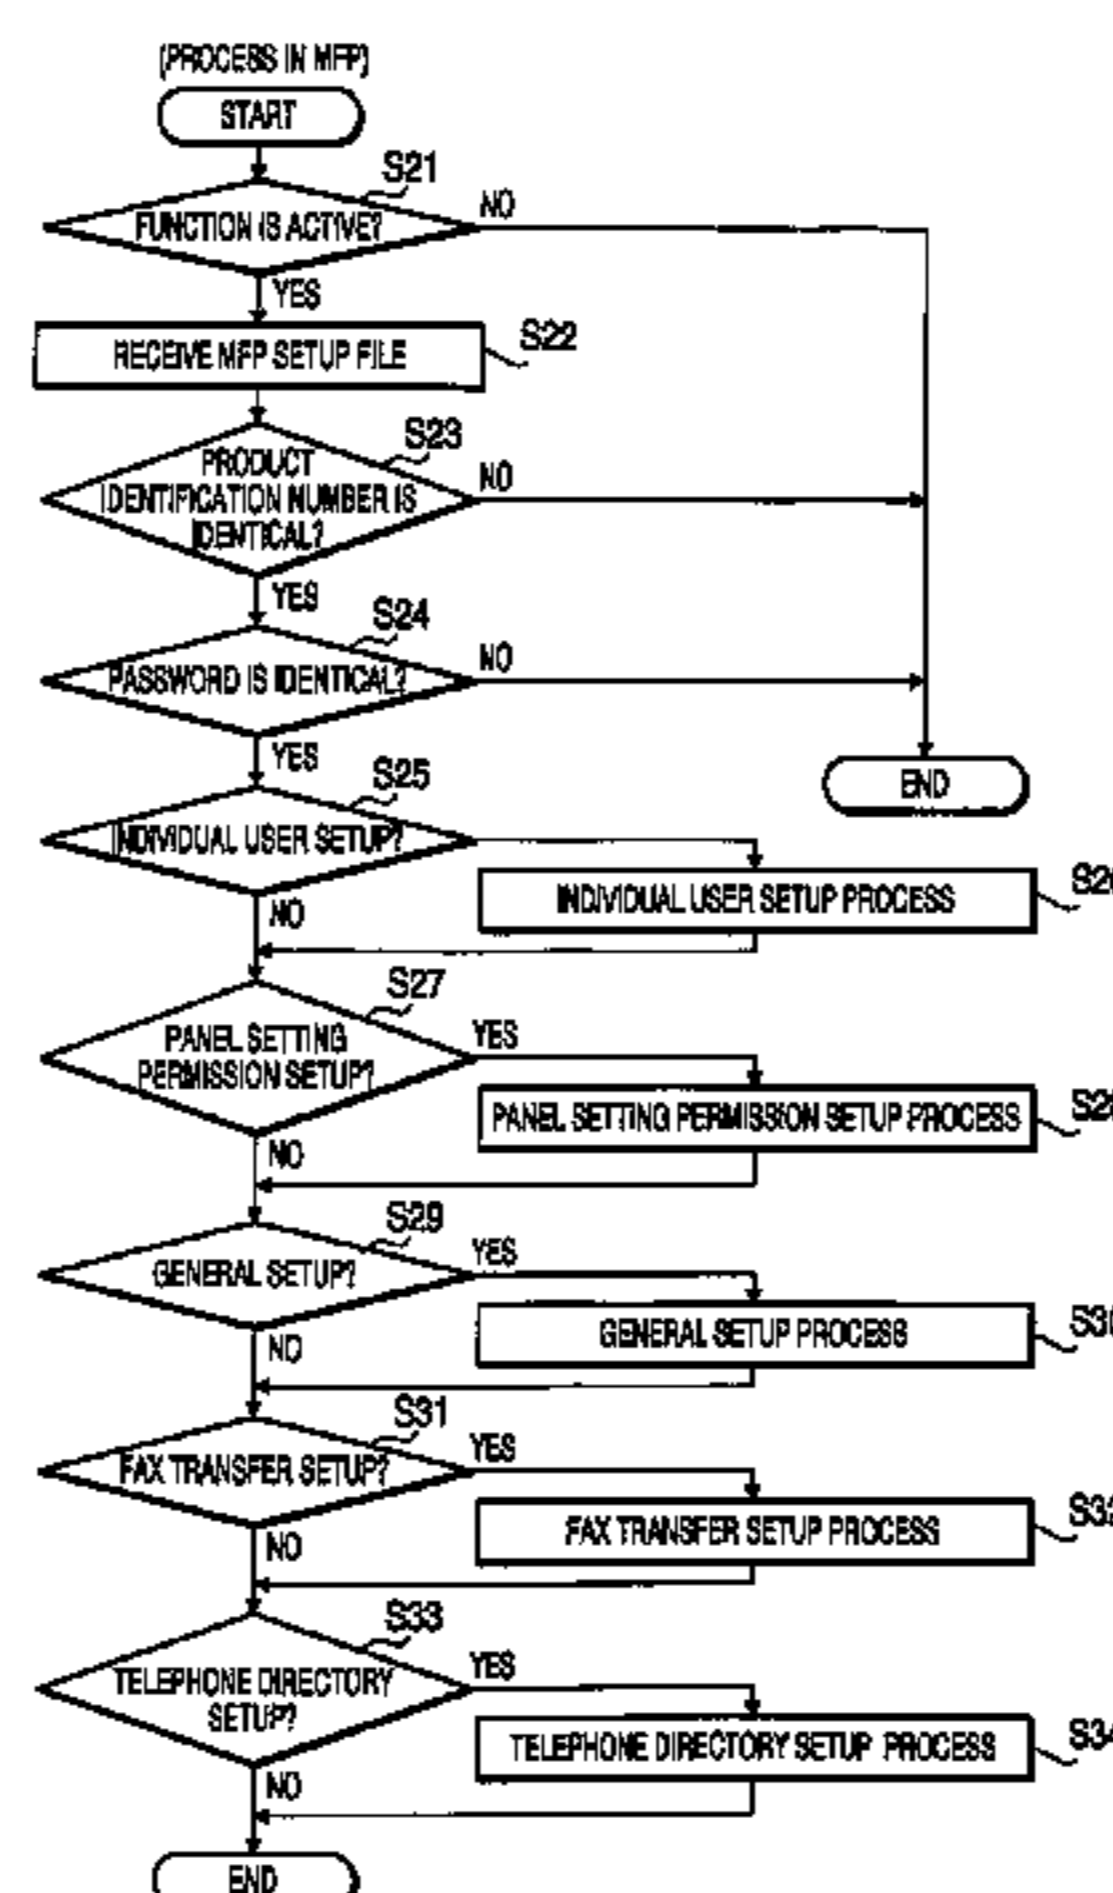 (PROCESS IN MFP)
START
S21
FUNCTION IS ACTIVE?
NO
YES
RECEIVE MFP SETUP FILE
S22
S23
PRODUCT
IDENTIFICATION NUMBER IS
IDENTICAL?
NO
YES
S24
PASSWORD IS IDENTICAL?
NO
YES
END
S25
INDIVIDUAL USER SETUP?
INDIVIDUAL USER SETUP PROCESS
NO
S27
PANEL SETTING
PERMISSION SETUP?
YES
PANEL SETTING PERMISSION SETUP PROCESS
NO
S29
GENERAL SETUP?
YES
GENERAL SETUP PROCESS
NO
S31
FAX TRANSFER SETUP?
YES
FAX TRANSFER SETUP PROCESS
NO
S33
TELEPHONE DIRECTORY
SETUP?
YES
TELEPHONE DIRECTORY SETUP PROCESS
S34
NO
END